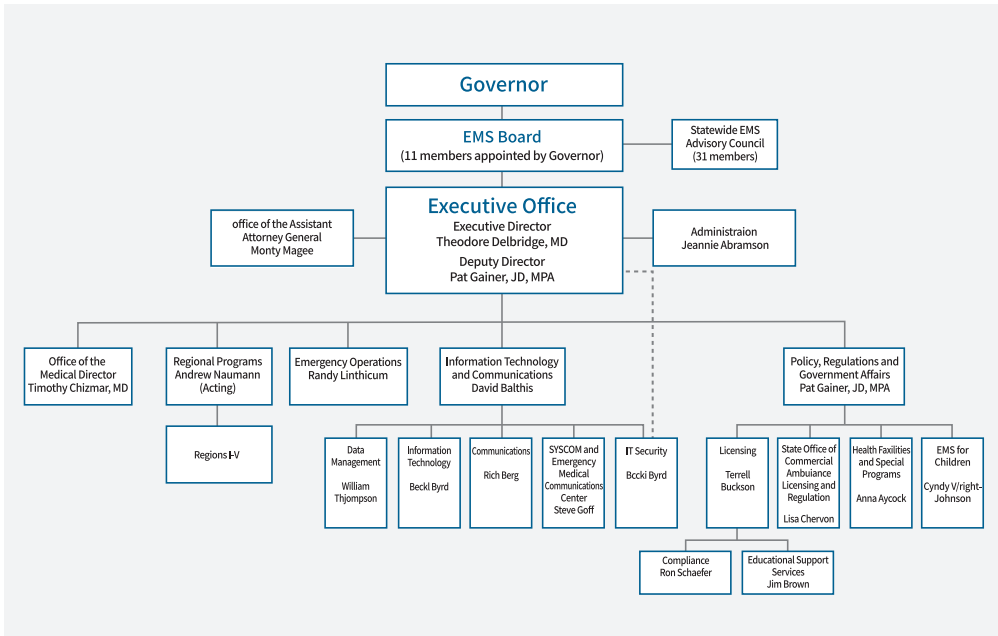 Governor
EMS Board
(11 members appointed by Governor)
Statewide EMS
Advisory Council
(31 members)
Executive Office
Executive Director
Theodore Delbridge, MD
Deputy Director
Pat Gainer, JD, MPA
office of the Assistant
Attorney General
Monty Magee
Administraion
Jeannie Abramson
Office of the
Medical Director
Timothy Chizmar, MD
Regional Programs
Andrew Naumann
(Acting)
Emergency Operations
Randy Linthicum
Information Technology
and Communications
David Balthis
Policy, Regulations and
Government Affairs
Pat Gainer, JD, MPA
Regions I-V
Data
Management
William
Thjompson
Information
Technology
Beckl Byrd
Communications
Rich Berg
SYSCOM and
Emergency
Medical
Communications
Center
Steve Goff
IT Security
Bccki Byrd
Licensing
Terrell
Buckson
State Office of
Commercial
Ambulance
Licensing and
Regulation
Lisa Chervon
Health Faxilities
and Special
Programs
Anna Aycock
EMS for
Children
Cyndy V/right-
Johnson
Compliance
Ron Schaefer
Educational Support
Services
Jim Brown